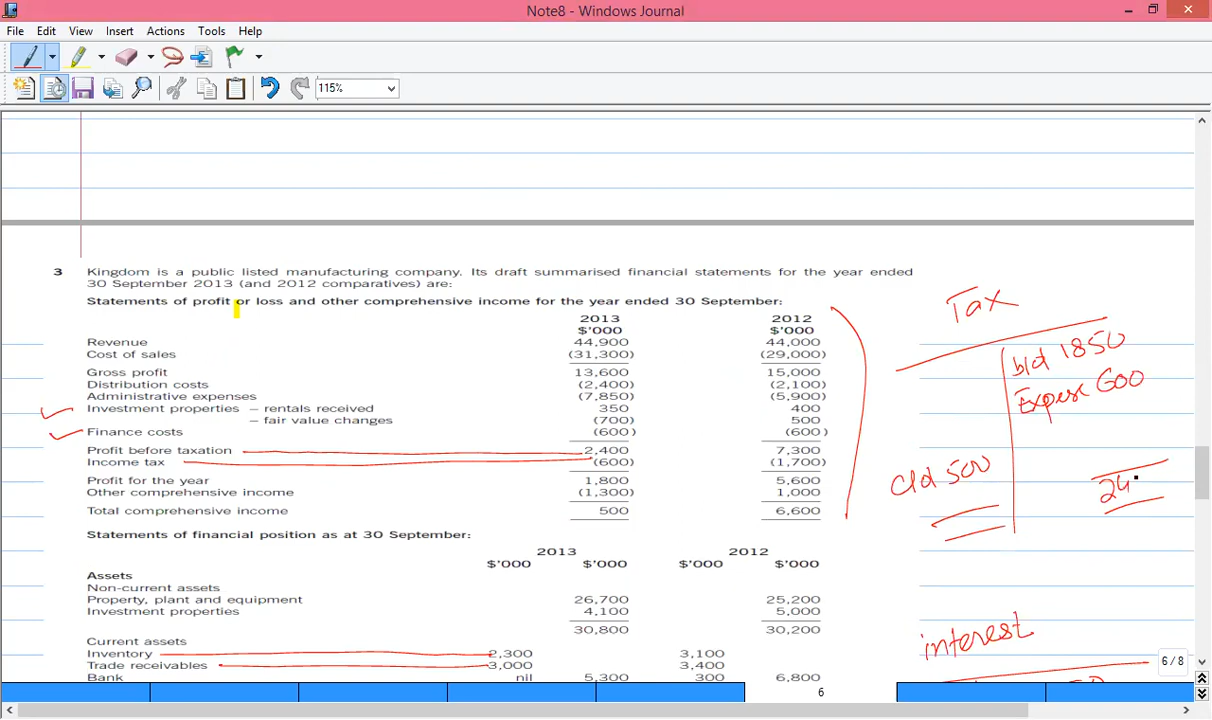 Note8 - Windows Journal
File Edit View Insert Actions Tools Help
115%
3 Kingdom is a public listed manufacturing company. Its draft summarised financial statements for the year ended
30 September 2013 (and 2012 comparatives) are:
Statements of profit or loss and other comprehensive income for the year ended 30 September:
2013 2012
$'000 $'000
Revenue 44,900 44,000
Cost of sales (31,300) (29,000)
Gross profit 13,600 15,000
Distribution costs (2,400) (2,100)
Administrative expenses (7,850) (5,900)
Investment properties – rentals received 350 400
– fair value changes (700) 500
Finance costs (600) (600)
Profit before taxation 2,400 7,300
Income tax (600) (1,700)
Profit for the year 1,800 5,600
Other comprehensive income (1,300) 1,000
Total comprehensive income 500 6,600
Statements of financial position as at 30 September:
2013 2012
$'000 $'000 $'000 $'000
Assets
Non-current assets
Property, plant and equipment 26,700 25,200
Investment properties 4,100 5,000
30,800 30,200
Current assets
Inventory 2,300 3,100
Trade receivables 3,000 3,400
Bank nil 5,300 300 6,800
Tax
b/d 1850
Expense 600
c/d 500
24
interest
6 / 8
6